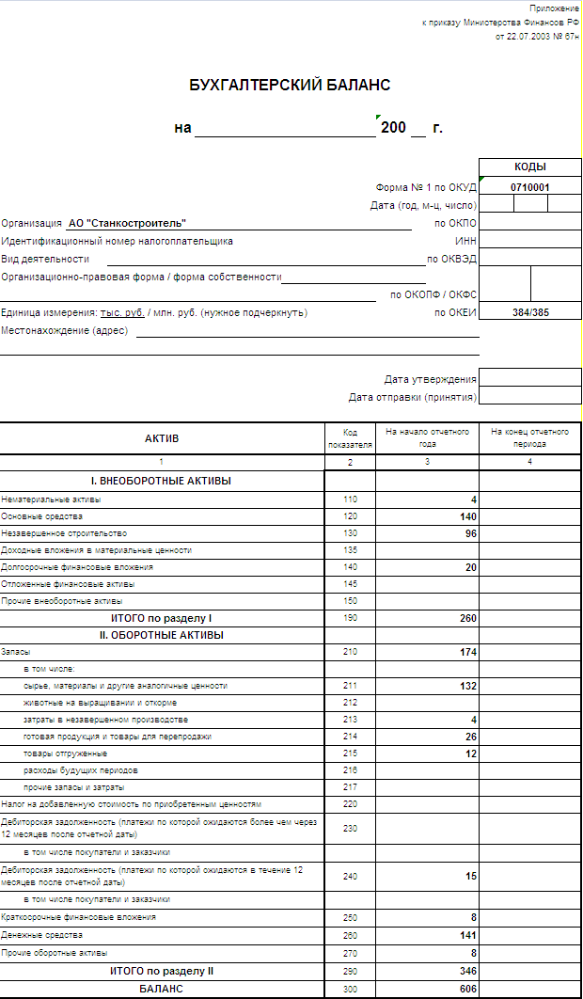 Приложение
к приказу Министерства Финансов РФ
от 22.07.2003 № 67н
БУХГАЛТЕРСКИЙ БАЛАНС
на 200 г.
КОДЫ
Форма № 1 по ОКУД 0710001
Дата (год, м-ц, число)
Организация АО "Станкостроитель" по ОКПО
Идентификационный номер налогоплательщика ИНН
Вид деятельности по ОКВЭД
Организационно-правовая форма / форма собственности
по ОКОПФ / ОКФС
Единица измерения: тыс. руб. / млн. руб. (нужное подчеркнуть) по ОКЕИ 384/385
Местонахождение (адрес)
Дата утверждения
Дата отправки (принятия)
АКТИВ Код показателя На начало отчетного года На конец отчетного периода
1 2 3 4
I. ВНЕОБОРОТНЫЕ АКТИВЫ
Нематериальные активы 110 4
Основные средства 120 140
Незавершенное строительство 130 96
Доходные вложения в материальные ценности 135
Долгосрочные финансовые вложения 140 20
Отложенные финансовые активы 145
Прочие внеоборотные активы 150
ИТОГО по разделу I 190 260
II. ОБОРОТНЫЕ АКТИВЫ
Запасы 210 174
в том числе:
сырье, материалы и другие аналогичные ценности 211 132
животные на выращивании и откорме 212
затраты в незавершенном производстве 213 4
готовая продукция и товары для перепродажи 214 26
товары отгруженные 215 12
расходы будущих периодов 216
прочие запасы и затраты 217
Налог на добавленную стоимость по приобретенным ценностям 220
Дебиторская задолженность (платежи по которой ожидаются более чем через
12 месяцев после отчетной даты) 230
в том числе покупатели и заказчики
Дебиторская задолженность (платежи по которой ожидаются в течение 12
месяцев после отчетной даты) 240 15
в том числе покупатели и заказчики
Краткосрочные финансовые вложения 250 8
Денежные средства 260 141
Прочие оборотные активы 270 8
ИТОГО по разделу II 290 346
БАЛАНС 300 606